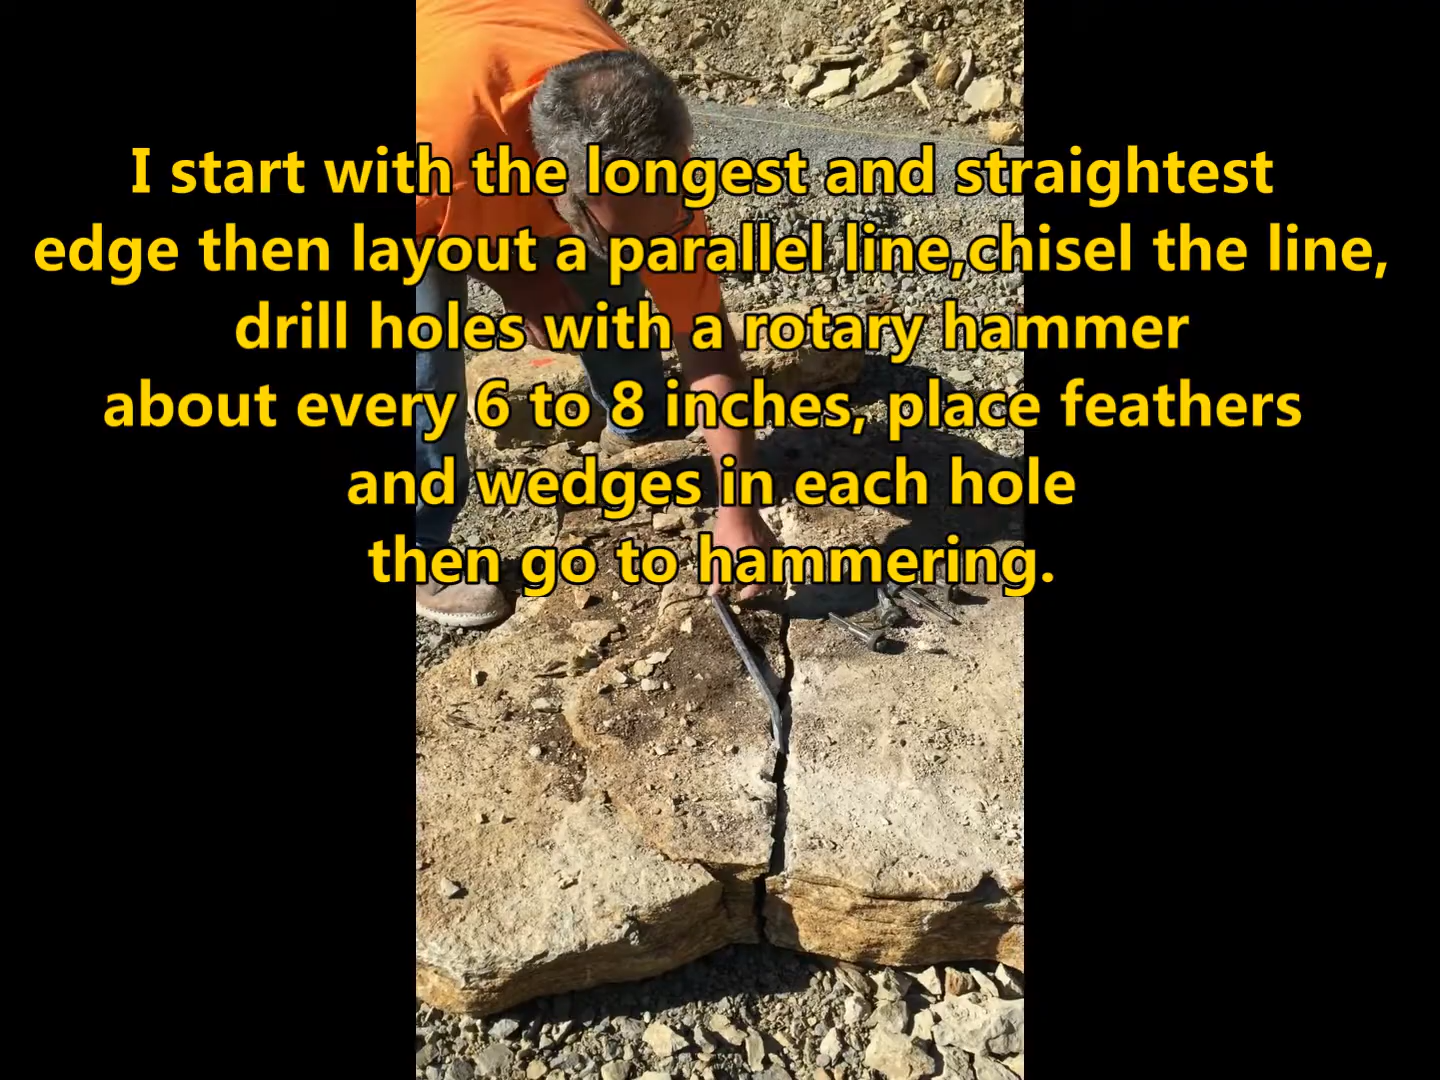 I start with the longest and straightest
edge then layout a parallel line,chisel the line,
drill holes with a rotary hammer
about every 6 to 8 inches, place feathers
and wedges in each hole
then go to hammering.